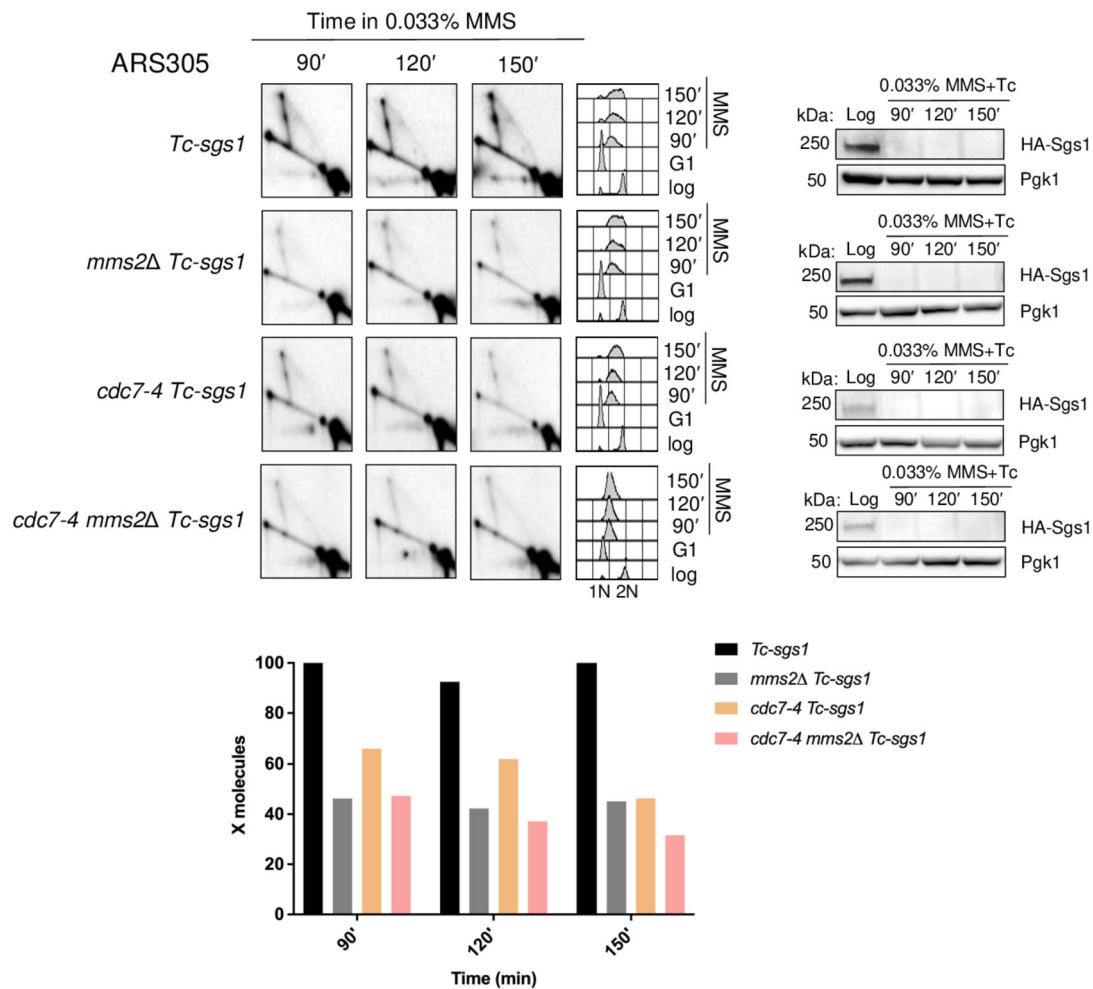 Time in 0.033% MMS
ARS305 90′ 120′ 150′
Tc-sgs1
150′
120′
90′
MMS
G1
log
mms2Δ Tc-sgs1
150′
120′
90′
MMS
G1
log
cdc7-4 Tc-sgs1
150′
120′
90′
MMS
G1
log
cdc7-4 mms2Δ Tc-sgs1
150′
120′
90′
MMS
G1
log
1N 2N
0.033% MMS+Tc
kDa: Log 90′ 120′ 150′
250 HA-Sgs1
50 Pgk1
0.033% MMS+Tc
kDa: Log 90′ 120′ 150′
250 HA-Sgs1
50 Pgk1
0.033% MMS+Tc
kDa: Log 90′ 120′ 150′
250 HA-Sgs1
50 Pgk1
0.033% MMS+Tc
kDa: Log 90′ 120′ 150′
250 HA-Sgs1
50 Pgk1
X molecules
100
80
60
40
20
0
90′ 120′ 150′
Time (min)
Tc-sgs1
mms2Δ Tc-sgs1
cdc7-4 Tc-sgs1
cdc7-4 mms2Δ Tc-sgs1